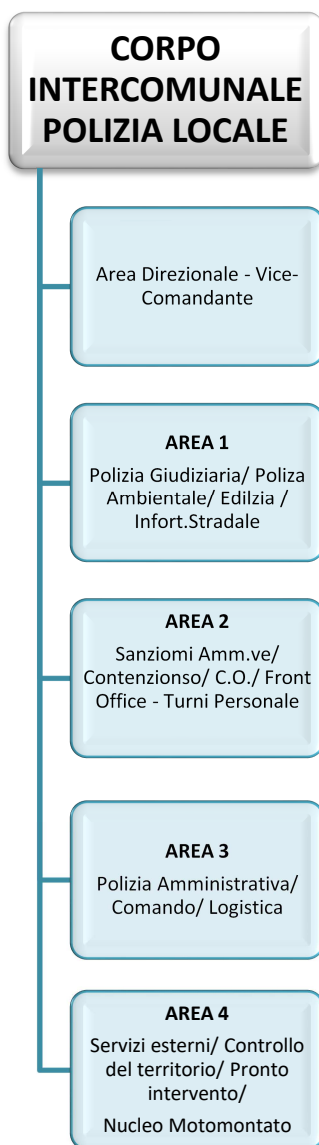 CORPO
INTERCOMUNALE
POLIZIA LOCALE
Area Direzionale - Vice-
Comandante
AREA 1
Polizia Giudiziaria/ Poliza
Ambientale/ Edilzia /
Infort.Stradale
AREA 2
Sanziomi Amm.ve/
Contenzionso/ C.O./ Front
Office - Turni Personale
AREA 3
Polizia Amministrativa/
Comando/ Logistica
AREA 4
Servizi esterni/ Controllo
del territorio/ Pronto
intervento/
Nucleo Motomontato